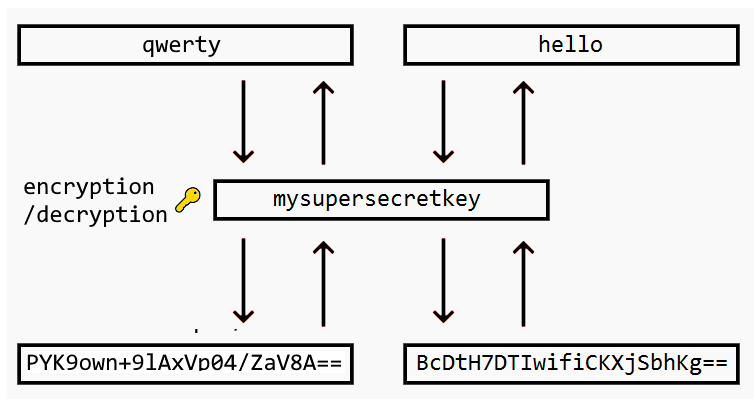 qwerty
hello
encryption
/decryption
mysupersecretkey
PYK9own+9lAxVp04/ZaV8A==
BcDtH7DTIwifiCKXjSbhKg==